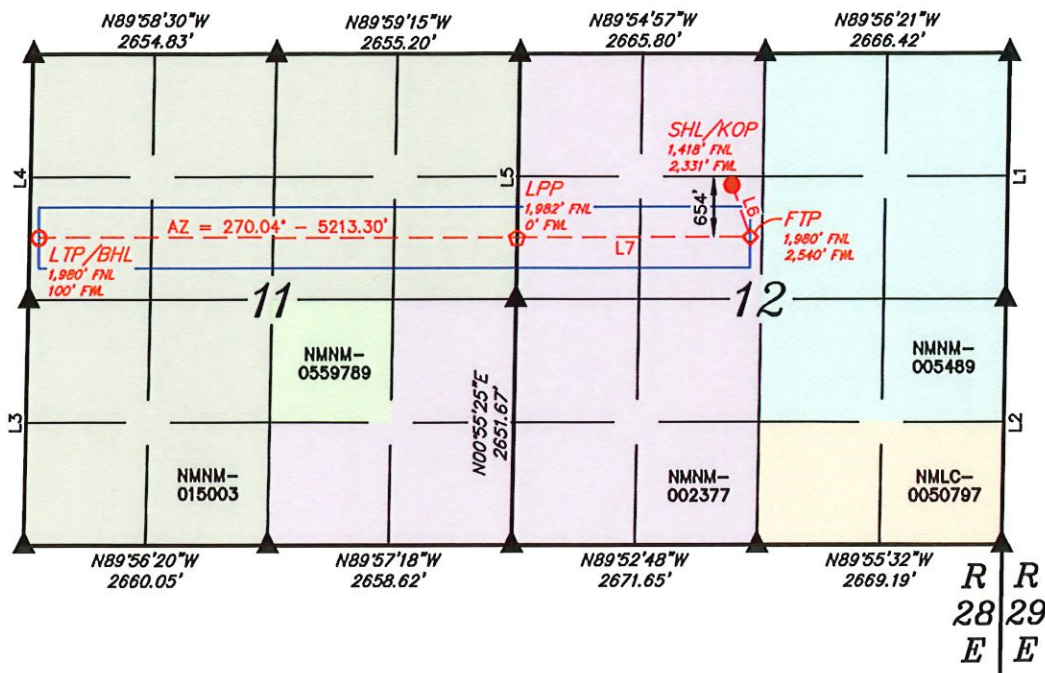 N89°58'30"W
2654.83'
N89°59'15"W
2655.20'
N89°54'57"W
2665.80'
N89°56'21"W
2666.42'
SHL/KOP
1,418' FNL
2,331' FWL
L4
L5
L1
LPP
1,982' FNL
0' FWL
654'
L6
AZ = 270.04° - 5213.30'
L7
FTP
1,980' FNL
2,540' FWL
LTP/BHL
1,980' FNL
100' FWL
11
12
NMNM-
0559789
NMNM-
005489
N00°55'25"E
2651.67'
L3
L2
NMNM-
015003
NMNM-
002377
NMLC-
0050797
N89°56'20"W
2660.05'
N89°57'18"W
2658.62'
N89°52'48"W
2671.65'
N89°55'32"W
2669.19'
R R
28 29
E E